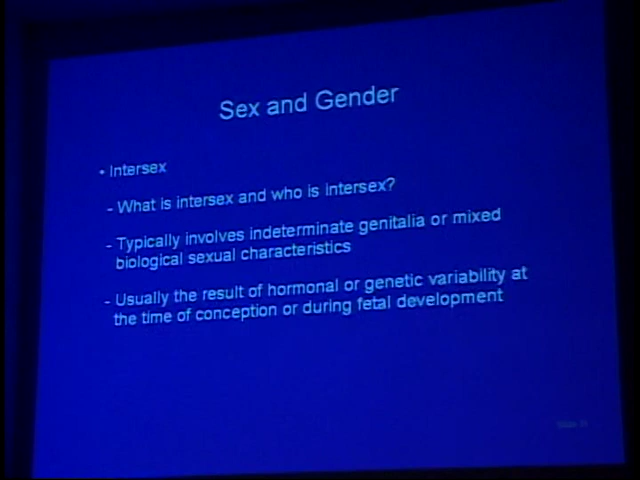 Sex and Gender
• Intersex
- What is intersex and who is intersex?
- Typically involves indeterminate genitalia or mixed
biological sexual characteristics
- Usually the result of hormonal or genetic variability at
the time of conception or during fetal development